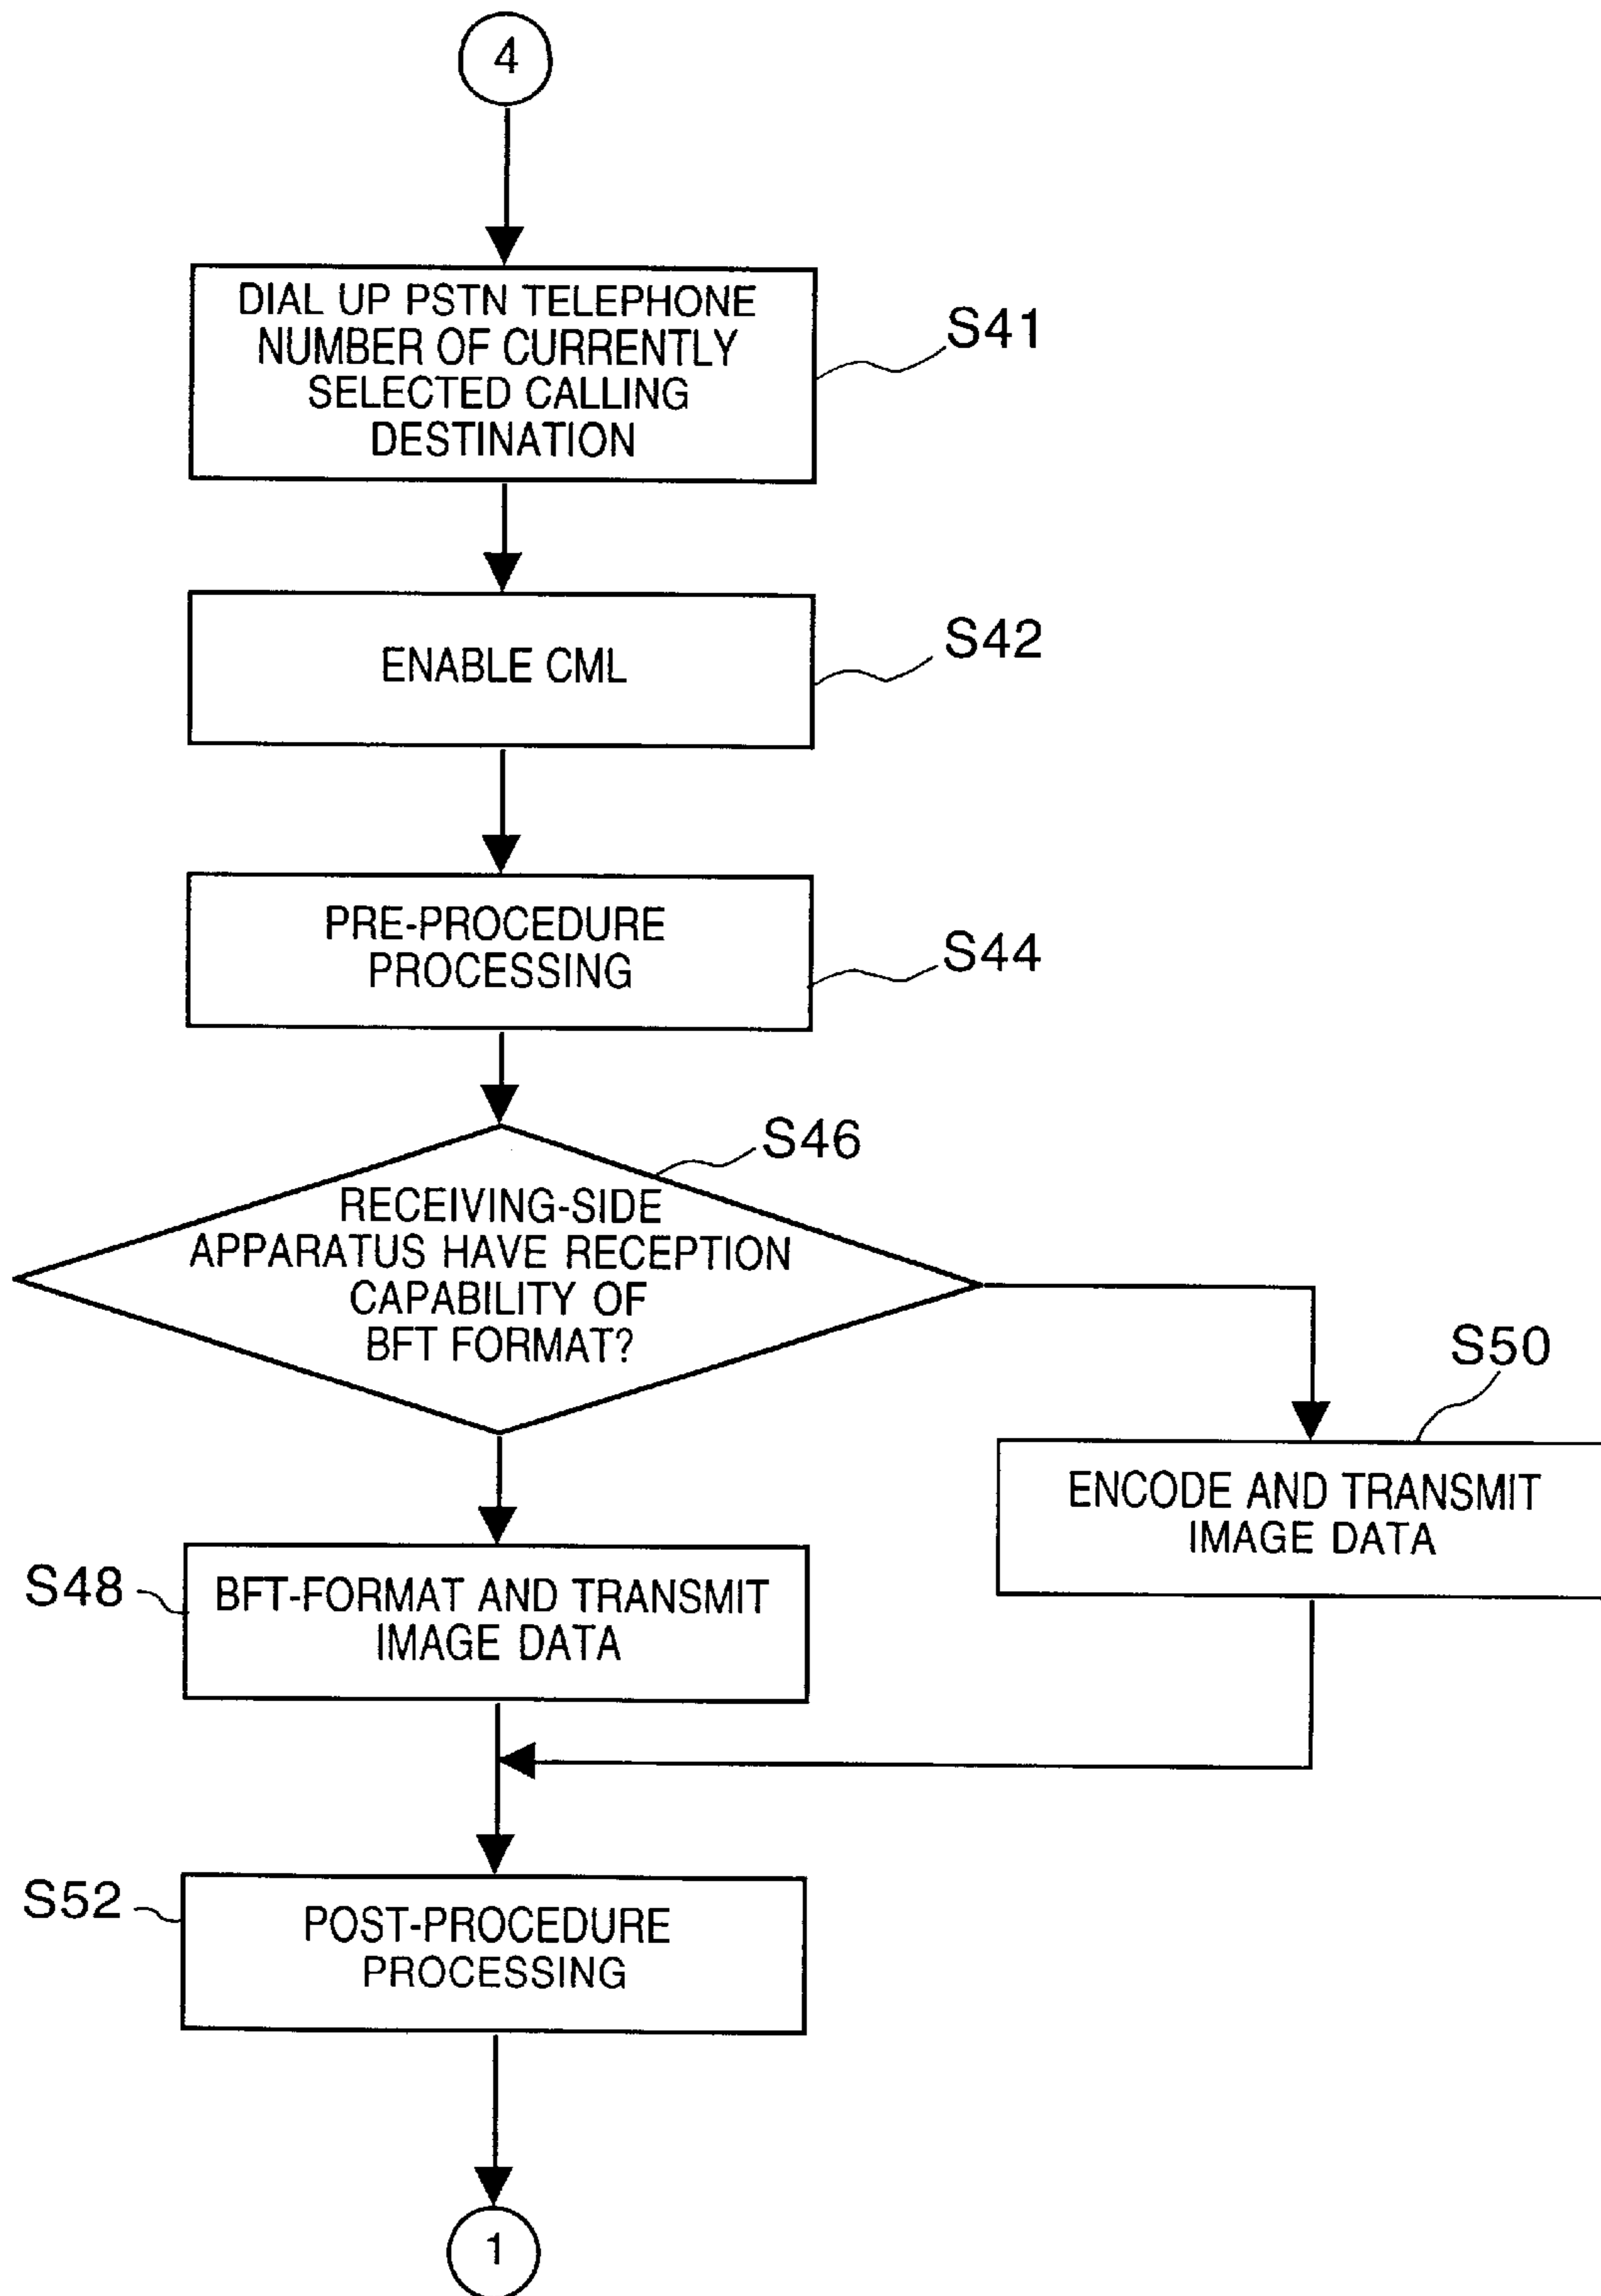 4
DIAL UP PSTN TELEPHONE
NUMBER OF CURRENTLY
SELECTED CALLING
DESTINATION
S41
ENABLE CML
S42
PRE-PROCEDURE
PROCESSING
S44
S46
RECEIVING-SIDE
APPARATUS HAVE RECEPTION
CAPABILITY OF
BFT FORMAT?
S50
ENCODE AND TRANSMIT
IMAGE DATA
S48
BFT-FORMAT AND TRANSMIT
IMAGE DATA
S52
POST-PROCEDURE
PROCESSING
1